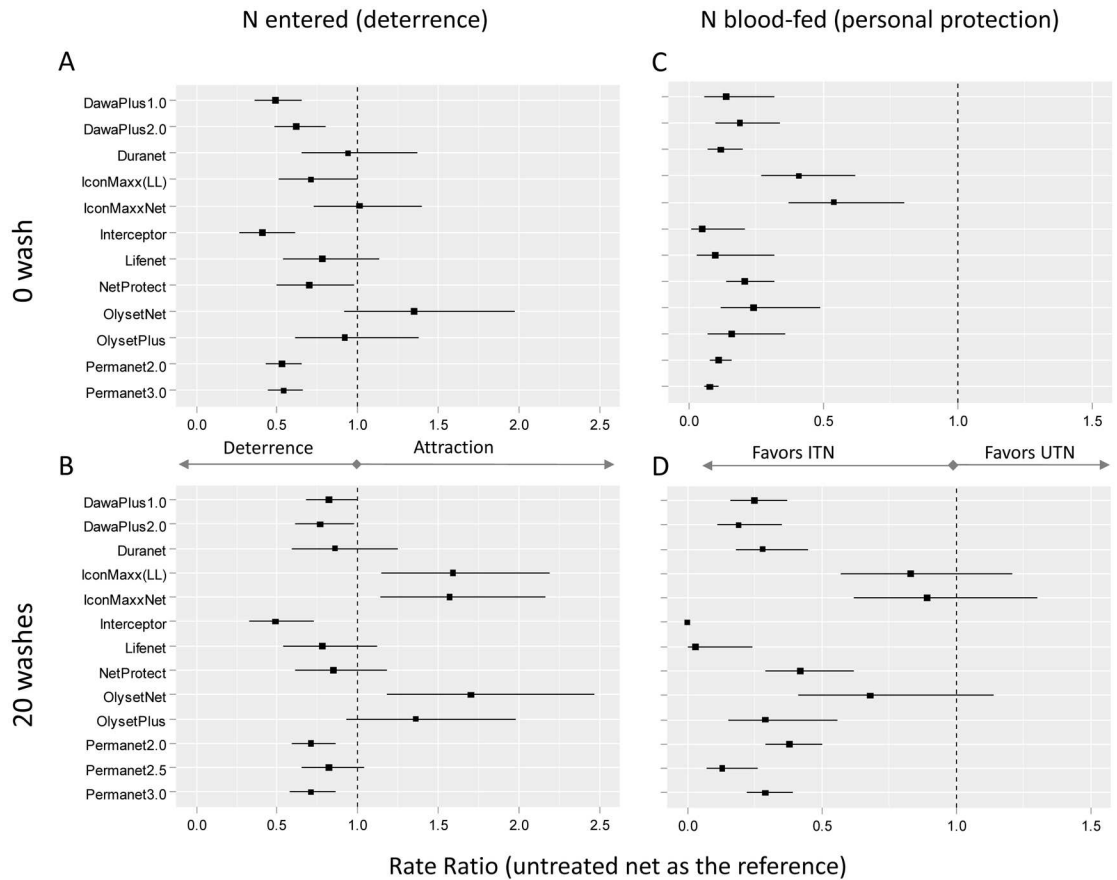 N entered (deterrence)
N blood-fed (personal protection)
A
C
0 wash
DawaPlus1.0
DawaPlus2.0
Duranet
IconMaxx(LL)
IconMaxxNet
Interceptor
Lifenet
NetProtect
OlysetNet
OlysetPlus
Permanet2.0
Permanet3.0
0.0 0.5 1.0 1.5 2.0 2.5
0.0 0.5 1.0 1.5
Deterrence Attraction
Favors ITN Favors UTN
B
D
20 washes
DawaPlus1.0
DawaPlus2.0
Duranet
IconMaxx(LL)
IconMaxxNet
Interceptor
Lifenet
NetProtect
OlysetNet
OlysetPlus
Permanet2.0
Permanet2.5
Permanet3.0
0.0 0.5 1.0 1.5 2.0 2.5
0.0 0.5 1.0 1.5
Rate Ratio (untreated net as the reference)